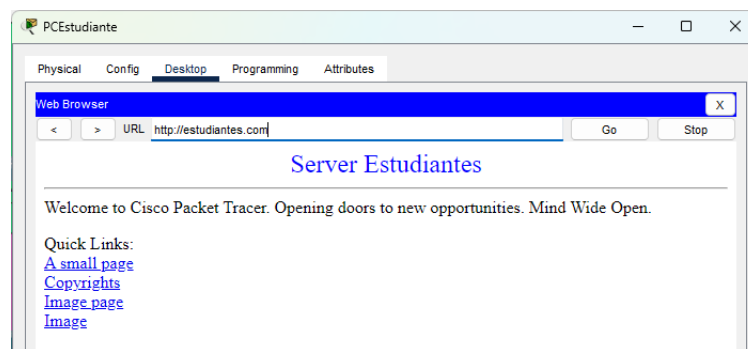 PCEstudiante
Physical Config Desktop Programming Attributes
Web Browser
X
< > URL http://estudiantes.com Go Stop
Server Estudiantes
Welcome to Cisco Packet Tracer. Opening doors to new opportunities. Mind Wide Open.
Quick Links:
A small page
Copyrights
Image page
Image